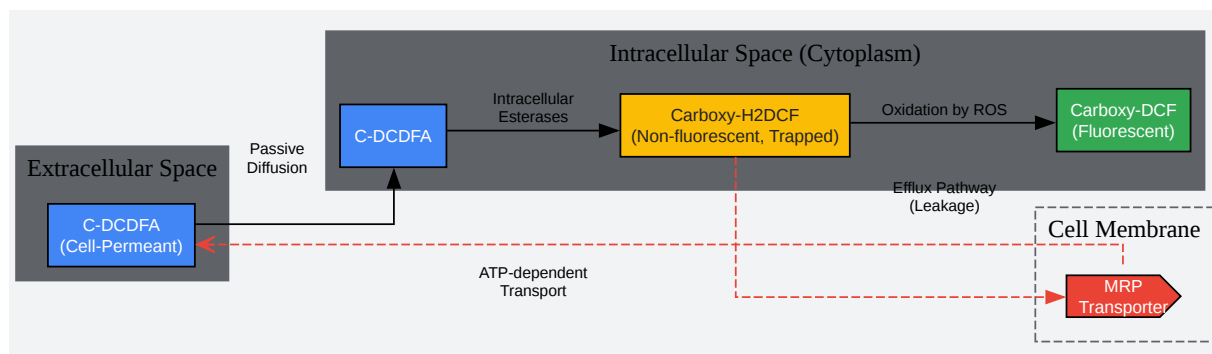 Intracellular Space (Cytoplasm)
C-DCDFA
Intracellular
Esterases
Carboxy-H2DCF
(Non-fluorescent, Trapped)
Oxidation by ROS
Carboxy-DCF
(Fluorescent)
Extracellular Space
Passive
Diffusion
C-DCDFA
(Cell-Permeant)
Efflux Pathway
(Leakage)
Cell Membrane
ATP-dependent
Transport
MRP
Transporter